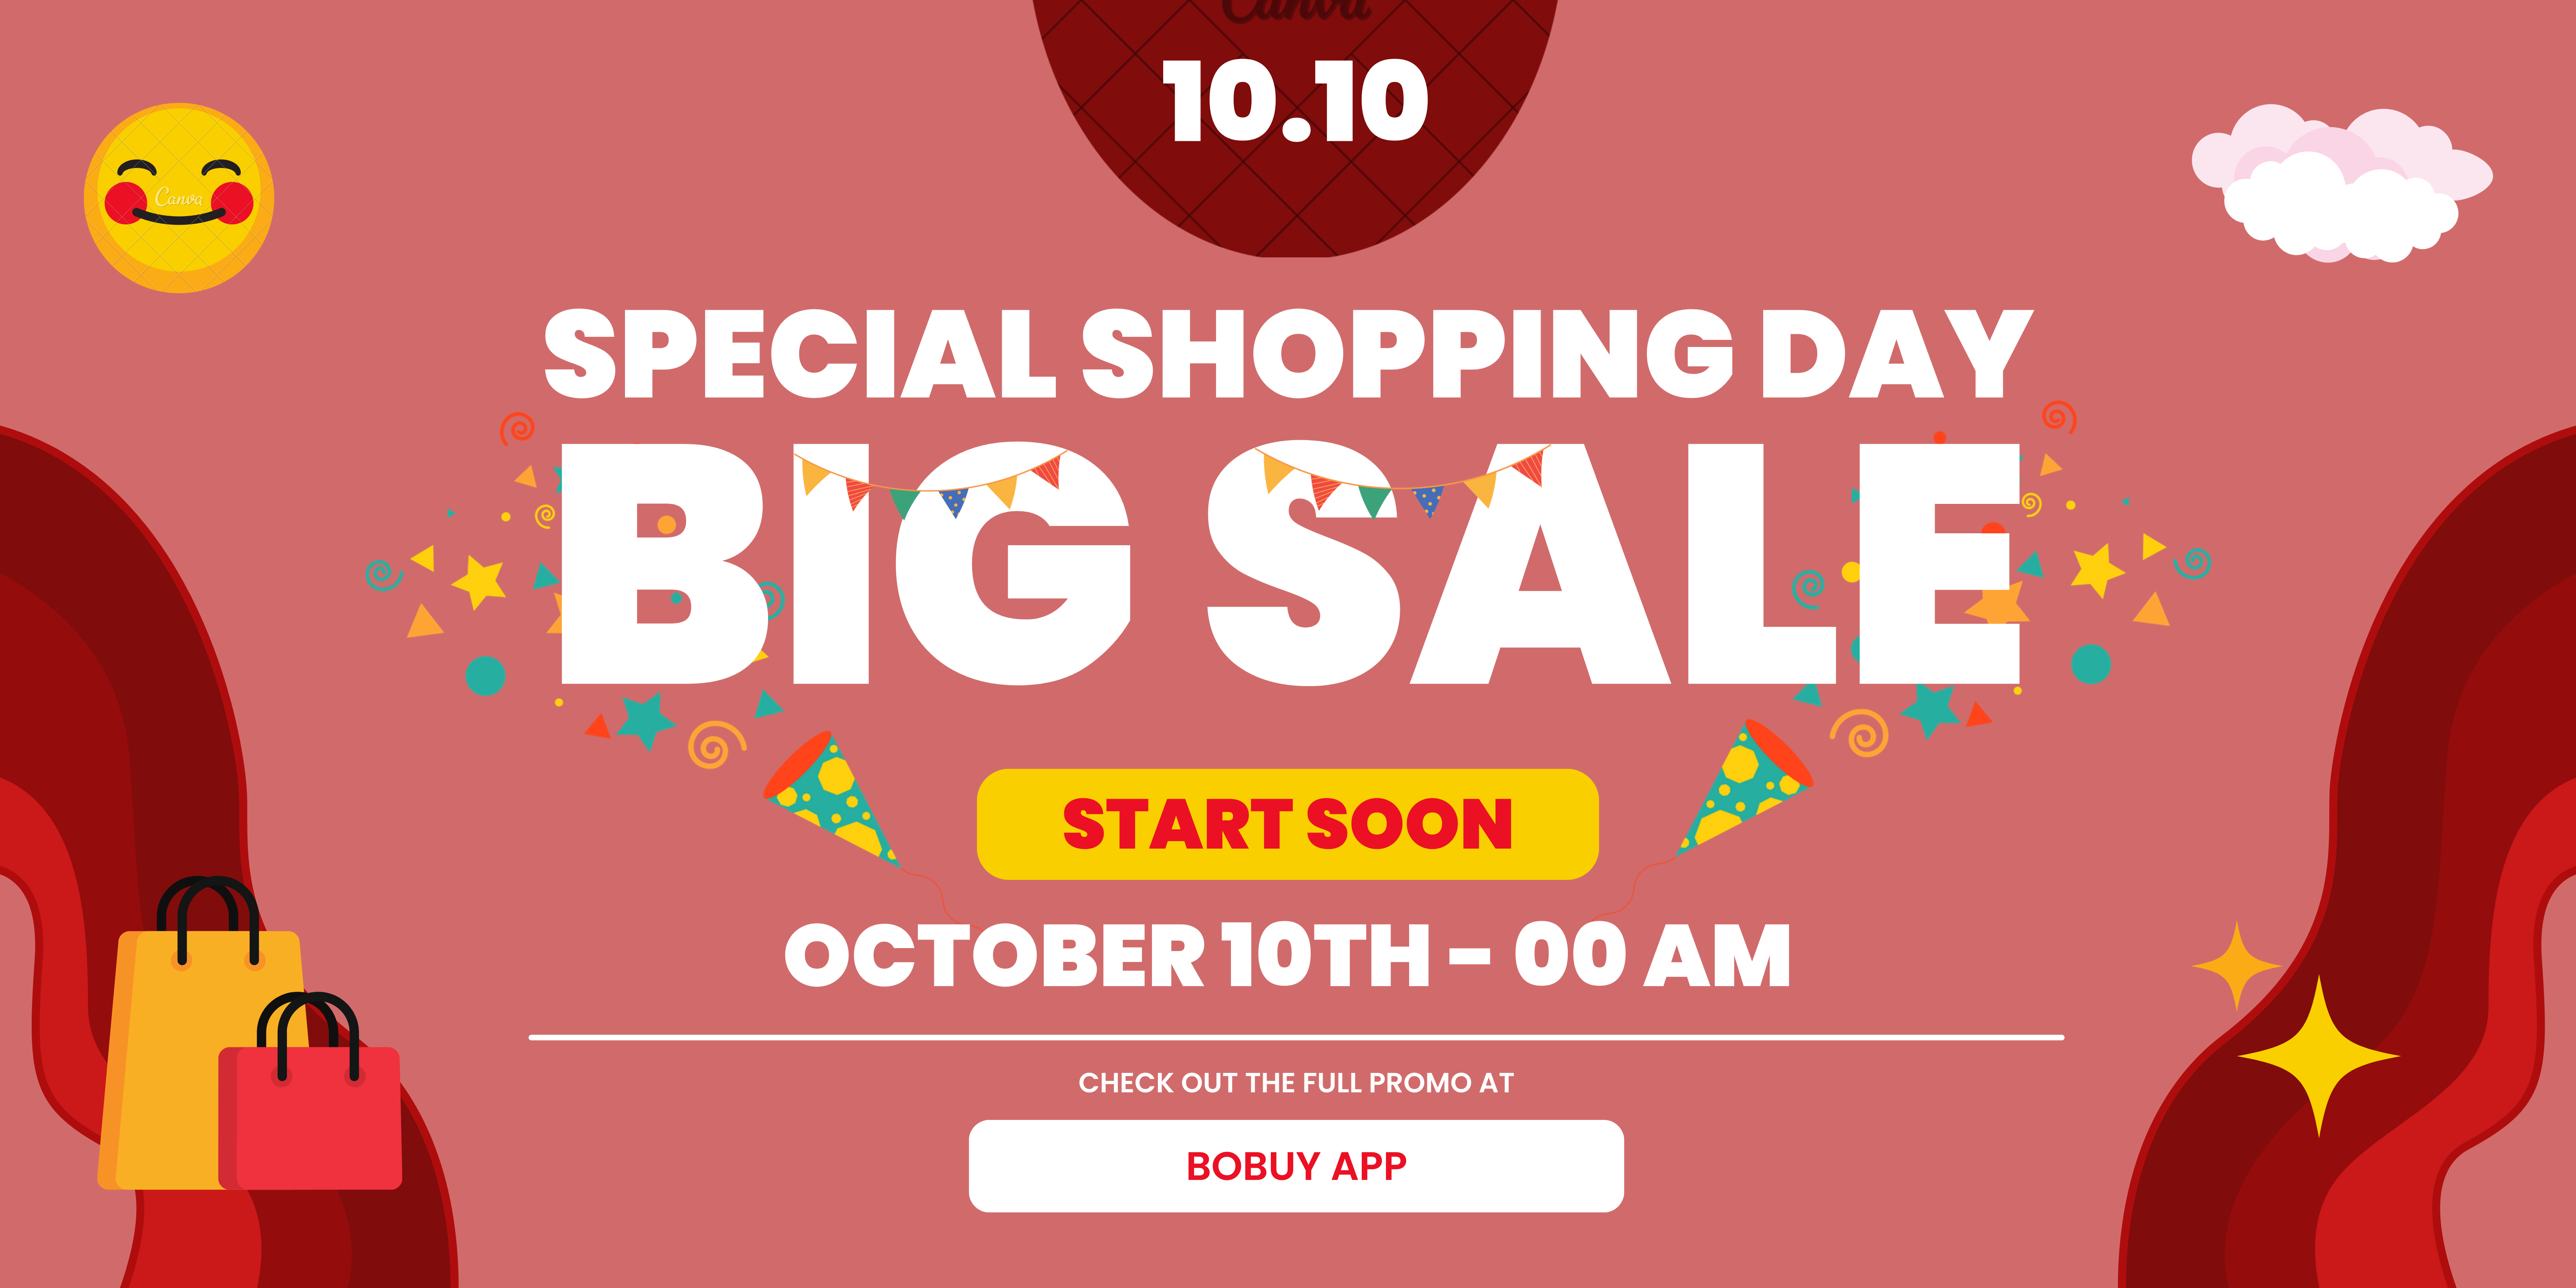 Canva
10.10
Canva
SPECIAL SHOPPING DAY
BIG SALE
START SOON
OCTOBER 10TH - 00 AM
CHECK OUT THE FULL PROMO AT
BOBUY APP